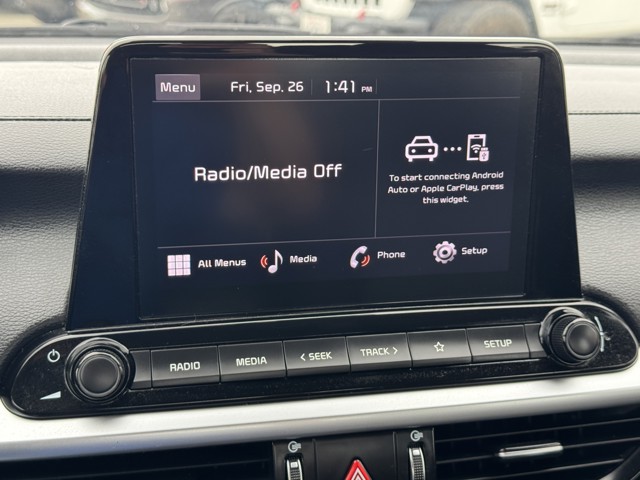 Menu
Fri, Sep. 26
1:41 PM
Radio/Media Off
To start connecting Android
Auto or Apple CarPlay, press
this widget.
All Menus
Media
Phone
Setup
RADIO
MEDIA
< SEEK
TRACK >
SETUP